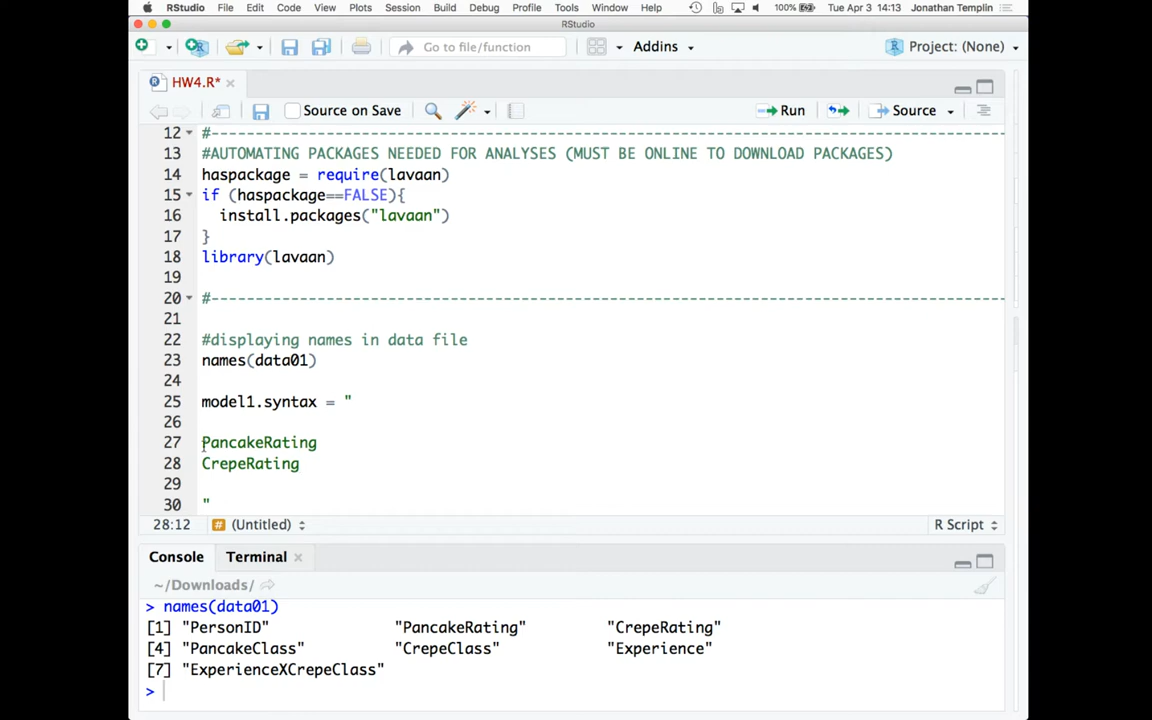 RStudio File Edit Code View Plots Session Build Debug Profile Tools Window Help 100% Tue Apr 3 14:13 Jonathan Templin
RStudio
Go to file/function Addins Project: (None)
HW4.R*
Source on Save Run Source
12 #-----------------------------------------------------------------------------------------
13 #AUTOMATING PACKAGES NEEDED FOR ANALYSES (MUST BE ONLINE TO DOWNLOAD PACKAGES)
14 haspackage = require(lavaan)
15 if (haspackage==FALSE){
16 install.packages("lavaan")
17 }
18 library(lavaan)
19
20 #-----------------------------------------------------------------------------------------
21
22 #displaying names in data file
23 names(data01)
24
25 model1.syntax = "
26
27 PancakeRating
28 CrepeRating
29
30 "
28:12 # (Untitled) R Script
Console Terminal
~/Downloads/
> names(data01)
[1] "PersonID" "PancakeRating" "CrepeRating"
[4] "PancakeClass" "CrepeClass" "Experience"
[7] "ExperienceXCrepeClass"
>